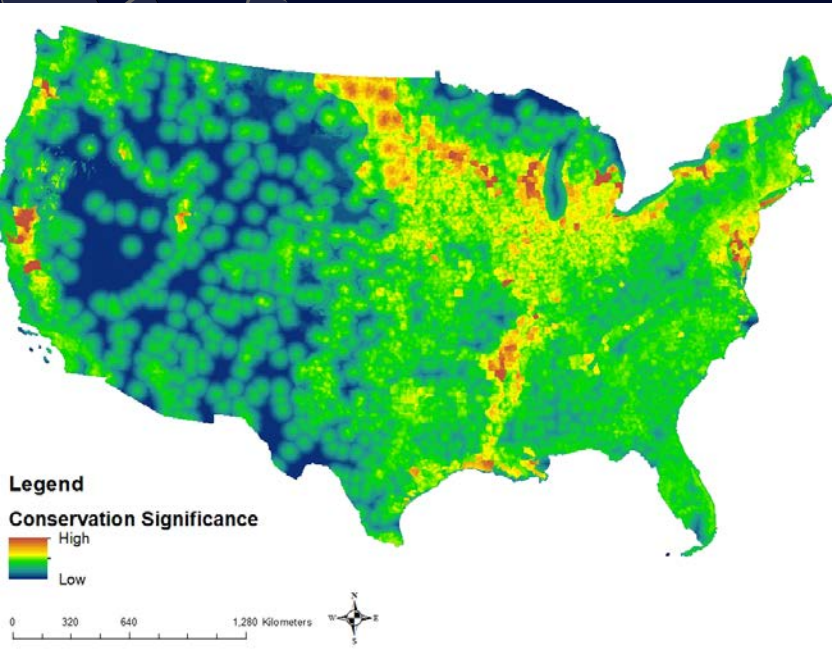 Legend
Conservation Significance
High
Low
N
W E
S
0 320 640 1,280 Kilometers